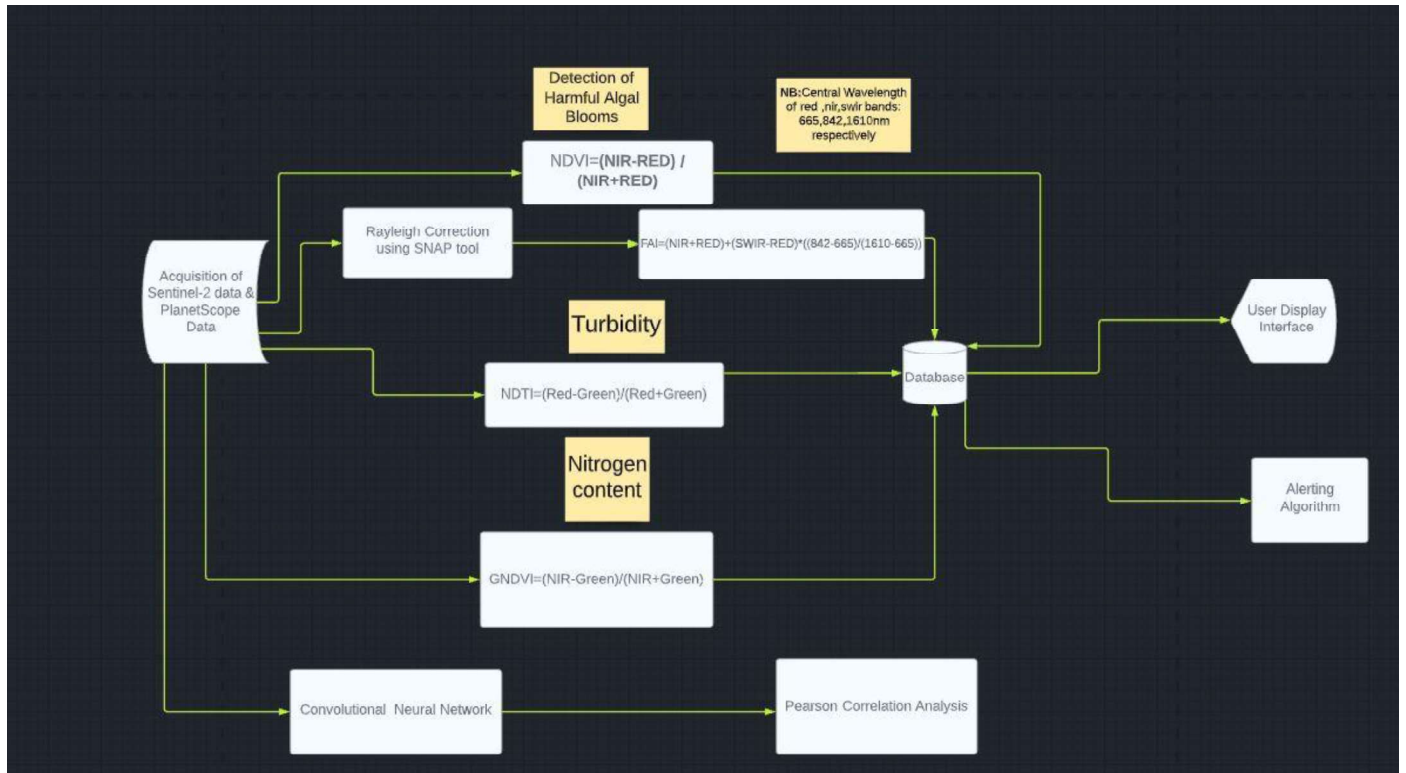 Detection of
Harmful Algal
Blooms
NB:Central Wavelength
of red ,nir,swir bands:
665,842,1610nm
respectively
NDVI=(NIR-RED) /
(NIR+RED)
Rayleigh Correction
using SNAP tool
FAI=(NIR+RED)+(SWIR-RED)*((842-665)/(1610-665))
Acquisition of
Sentinel-2 data &
PlanetScope
Data
Turbidity
User Display
Interface
NDTI=(Red-Green)/(Red+Green)
Database
Nitrogen
content
Alerting
Algorithm
GNDVI=(NIR-Green)/(NIR+Green)
Convolutional Neural Network
Pearson Correlation Analysis